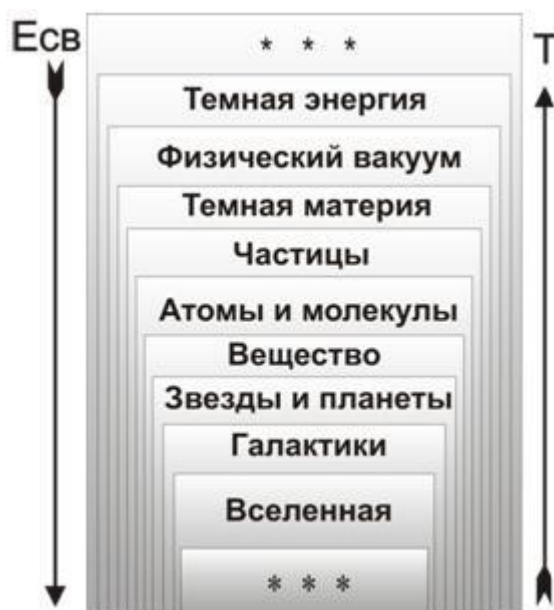 Eсв
T
* * *
Темная энергия
Физический вакуум
Темная материя
Частицы
Атомы и молекулы
Вещество
Звезды и планеты
Галактики
Вселенная
* * *